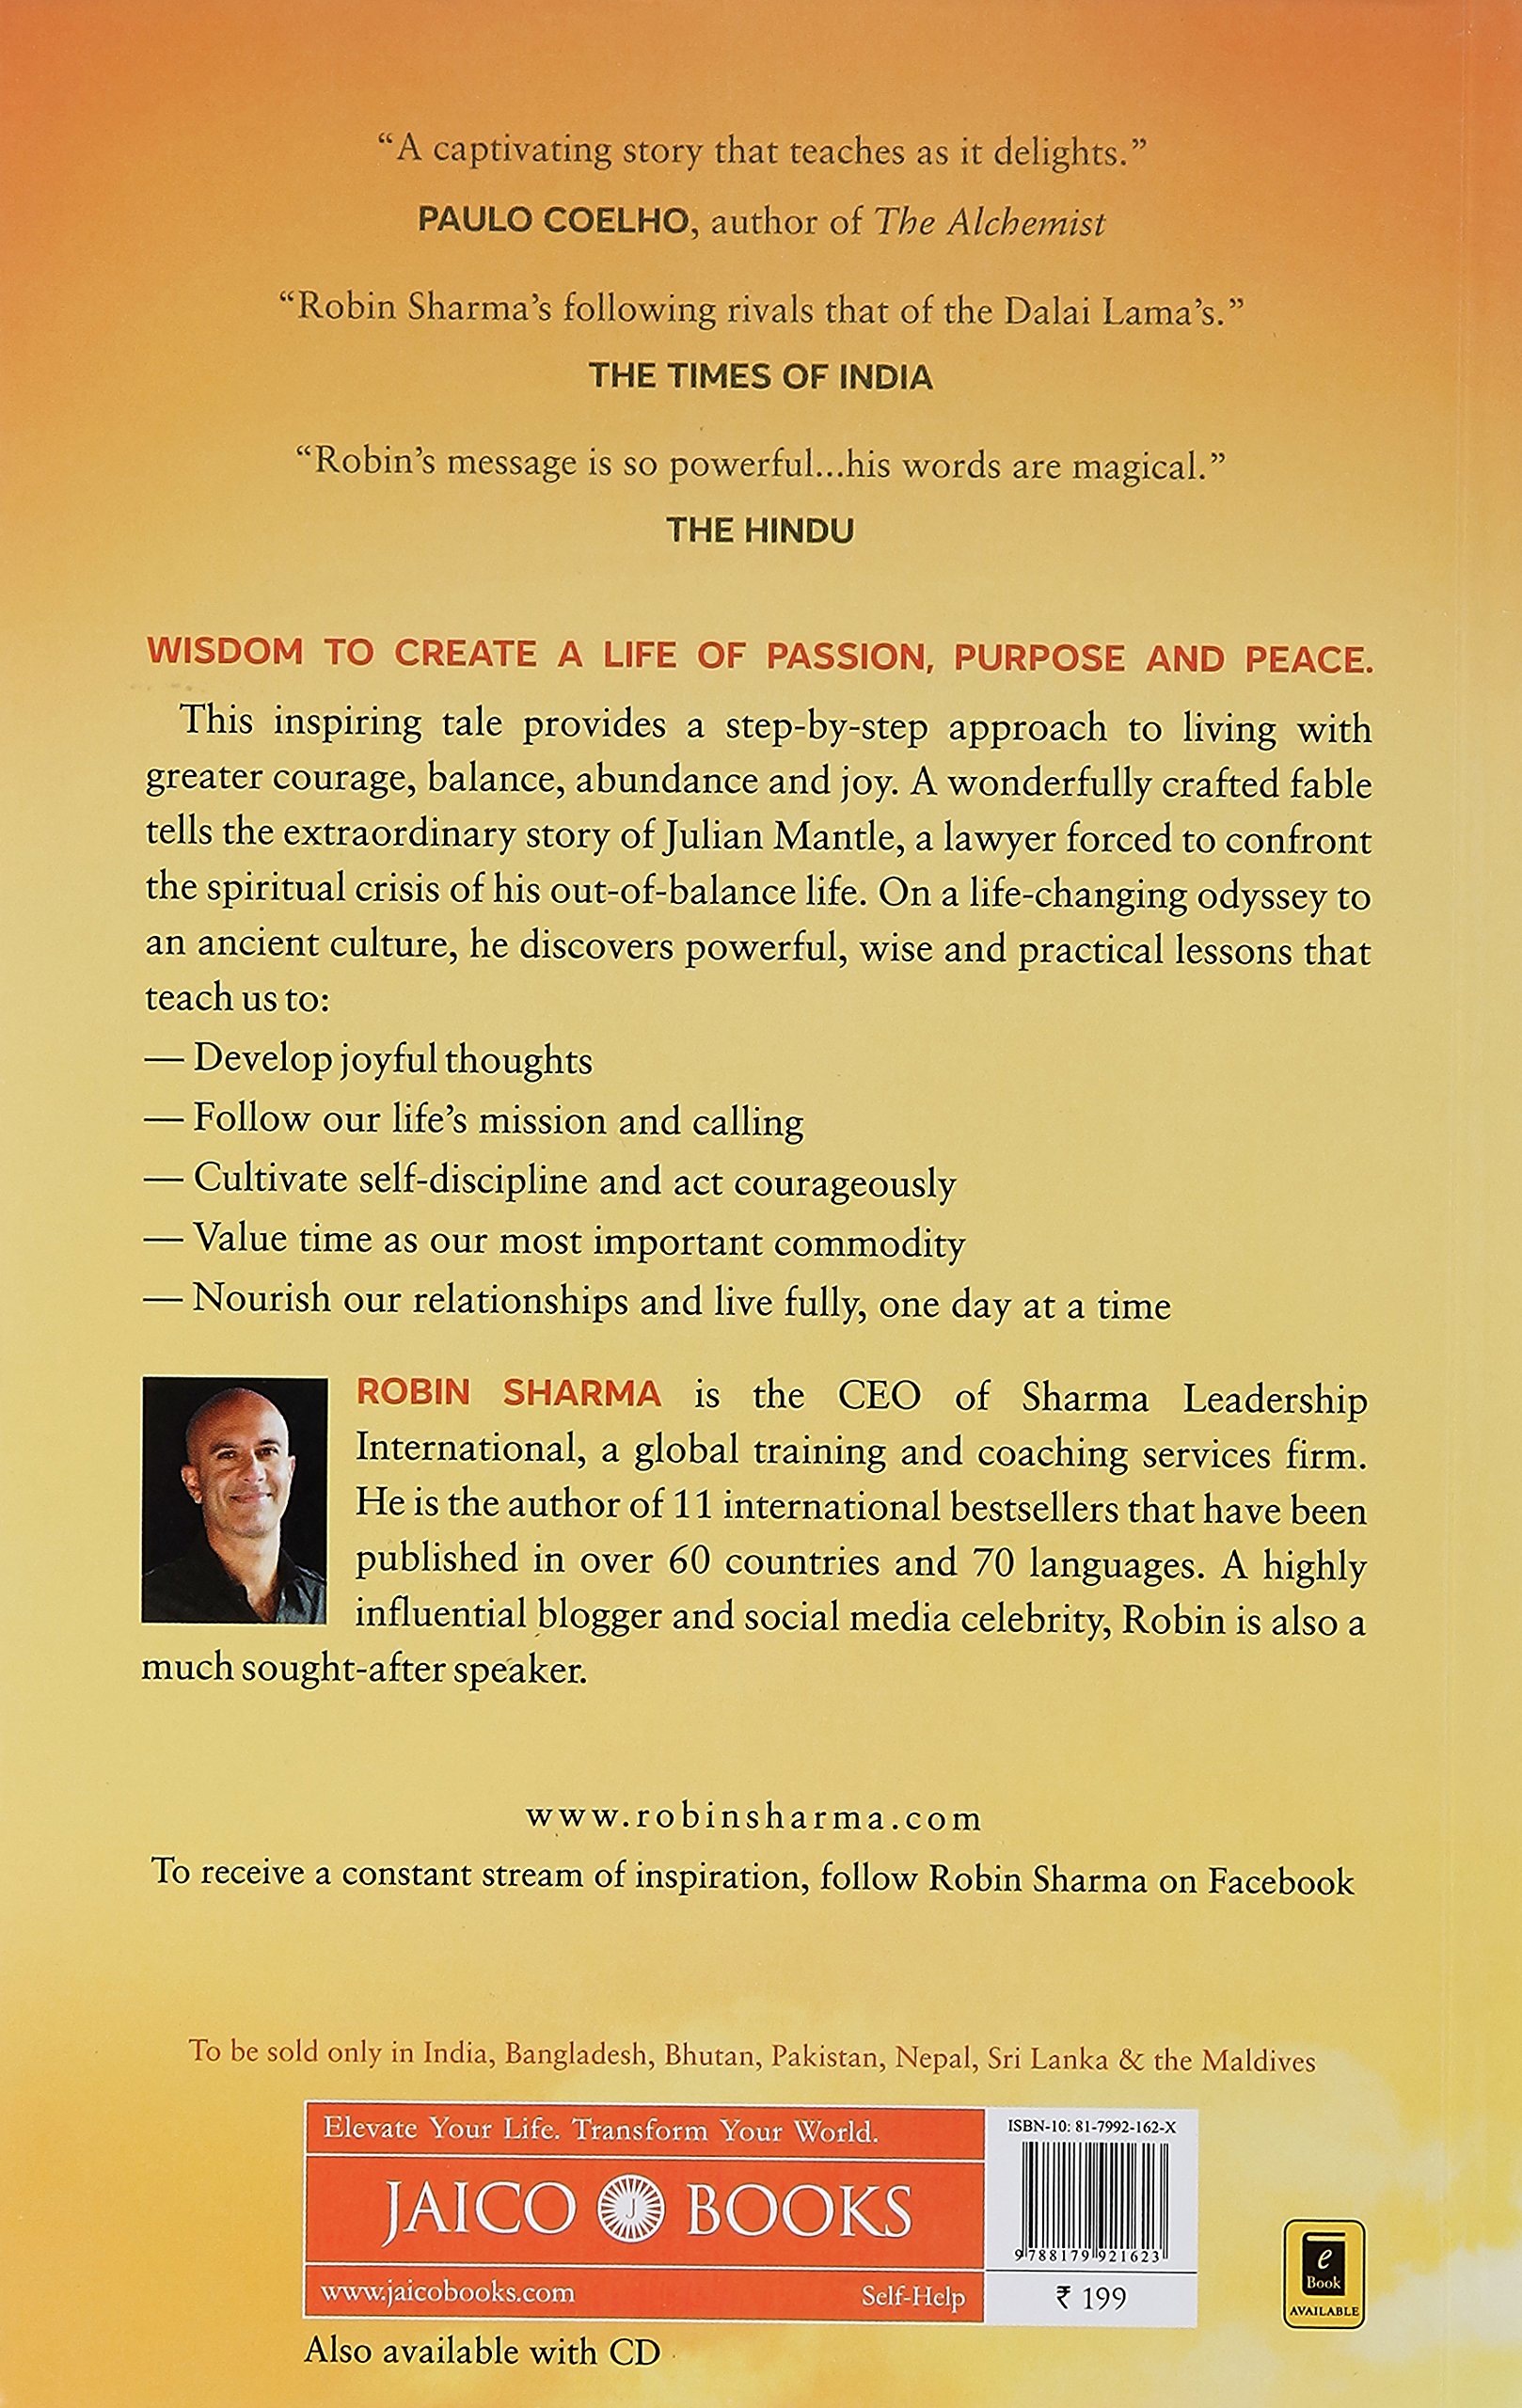 “A captivating story that teaches as it delights.”
PAULO COELHO, author of The Alchemist
“Robin Sharma’s following rivals that of the Dalai Lama’s.”
THE TIMES OF INDIA
“Robin’s message is so powerful...his words are magical.”
THE HINDU
WISDOM TO CREATE A LIFE OF PASSION, PURPOSE AND PEACE.
This inspiring tale provides a step-by-step approach to living with
greater courage, balance, abundance and joy. A wonderfully crafted fable
tells the extraordinary story of Julian Mantle, a lawyer forced to confront
the spiritual crisis of his out-of-balance life. On a life-changing odyssey to
an ancient culture, he discovers powerful, wise and practical lessons that
teach us to:
— Develop joyful thoughts
— Follow our life’s mission and calling
— Cultivate self-discipline and act courageously
— Value time as our most important commodity
— Nourish our relationships and live fully, one day at a time
ROBIN SHARMA is the CEO of Sharma Leadership
International, a global training and coaching services firm.
He is the author of 11 international bestsellers that have been
published in over 60 countries and 70 languages. A highly
influential blogger and social media celebrity, Robin is also a
much sought-after speaker.
www.robinsharma.com
To receive a constant stream of inspiration, follow Robin Sharma on Facebook
To be sold only in India, Bangladesh, Bhutan, Pakistan, Nepal, Sri Lanka & the Maldives
Elevate Your Life. Transform Your World.
JAICO J BOOKS
www.jaicobooks.com Self-Help
ISBN-10: 81-7992-162-X
9788179921623
₹ 199
e
Book
AVAILABLE
Also available with CD